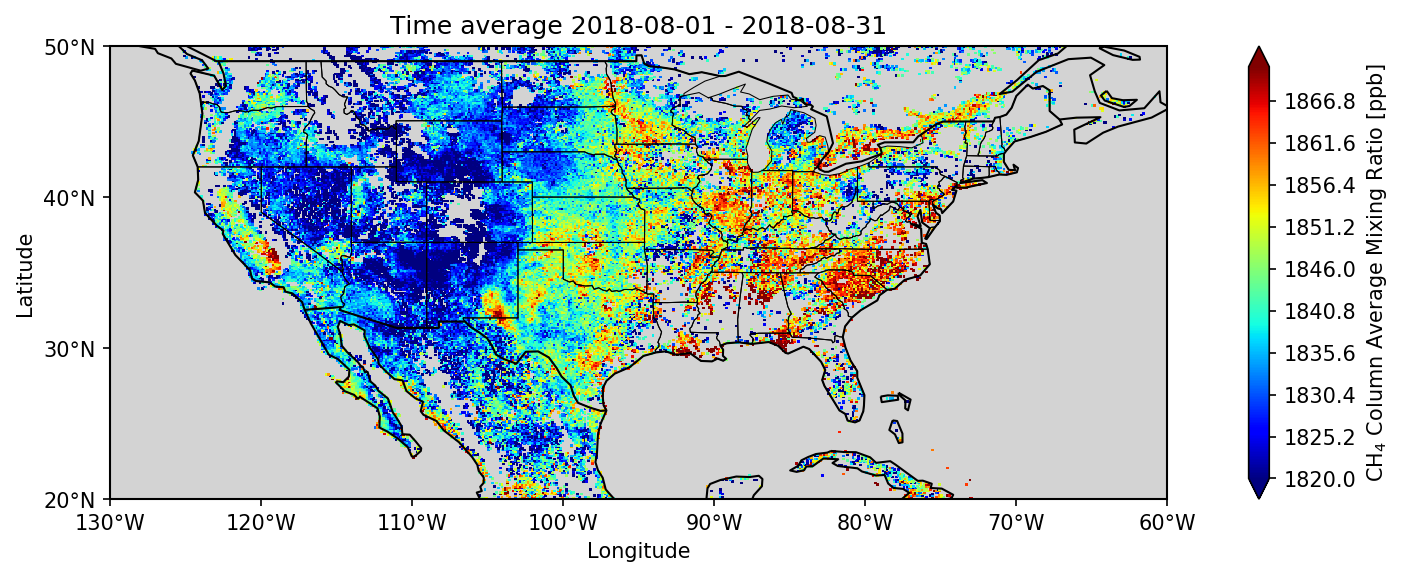 Time average 2018-08-01 - 2018-08-31
50°N
40°N
30°N
20°N
Latitude
130°W
120°W
110°W
100°W
90°W
80°W
70°W
60°W
Longitude
1866.8
1861.6
1856.4
1851.2
1846.0
1840.8
1835.6
1830.4
1825.2
1820.0
CH₄ Column Average Mixing Ratio [ppb]